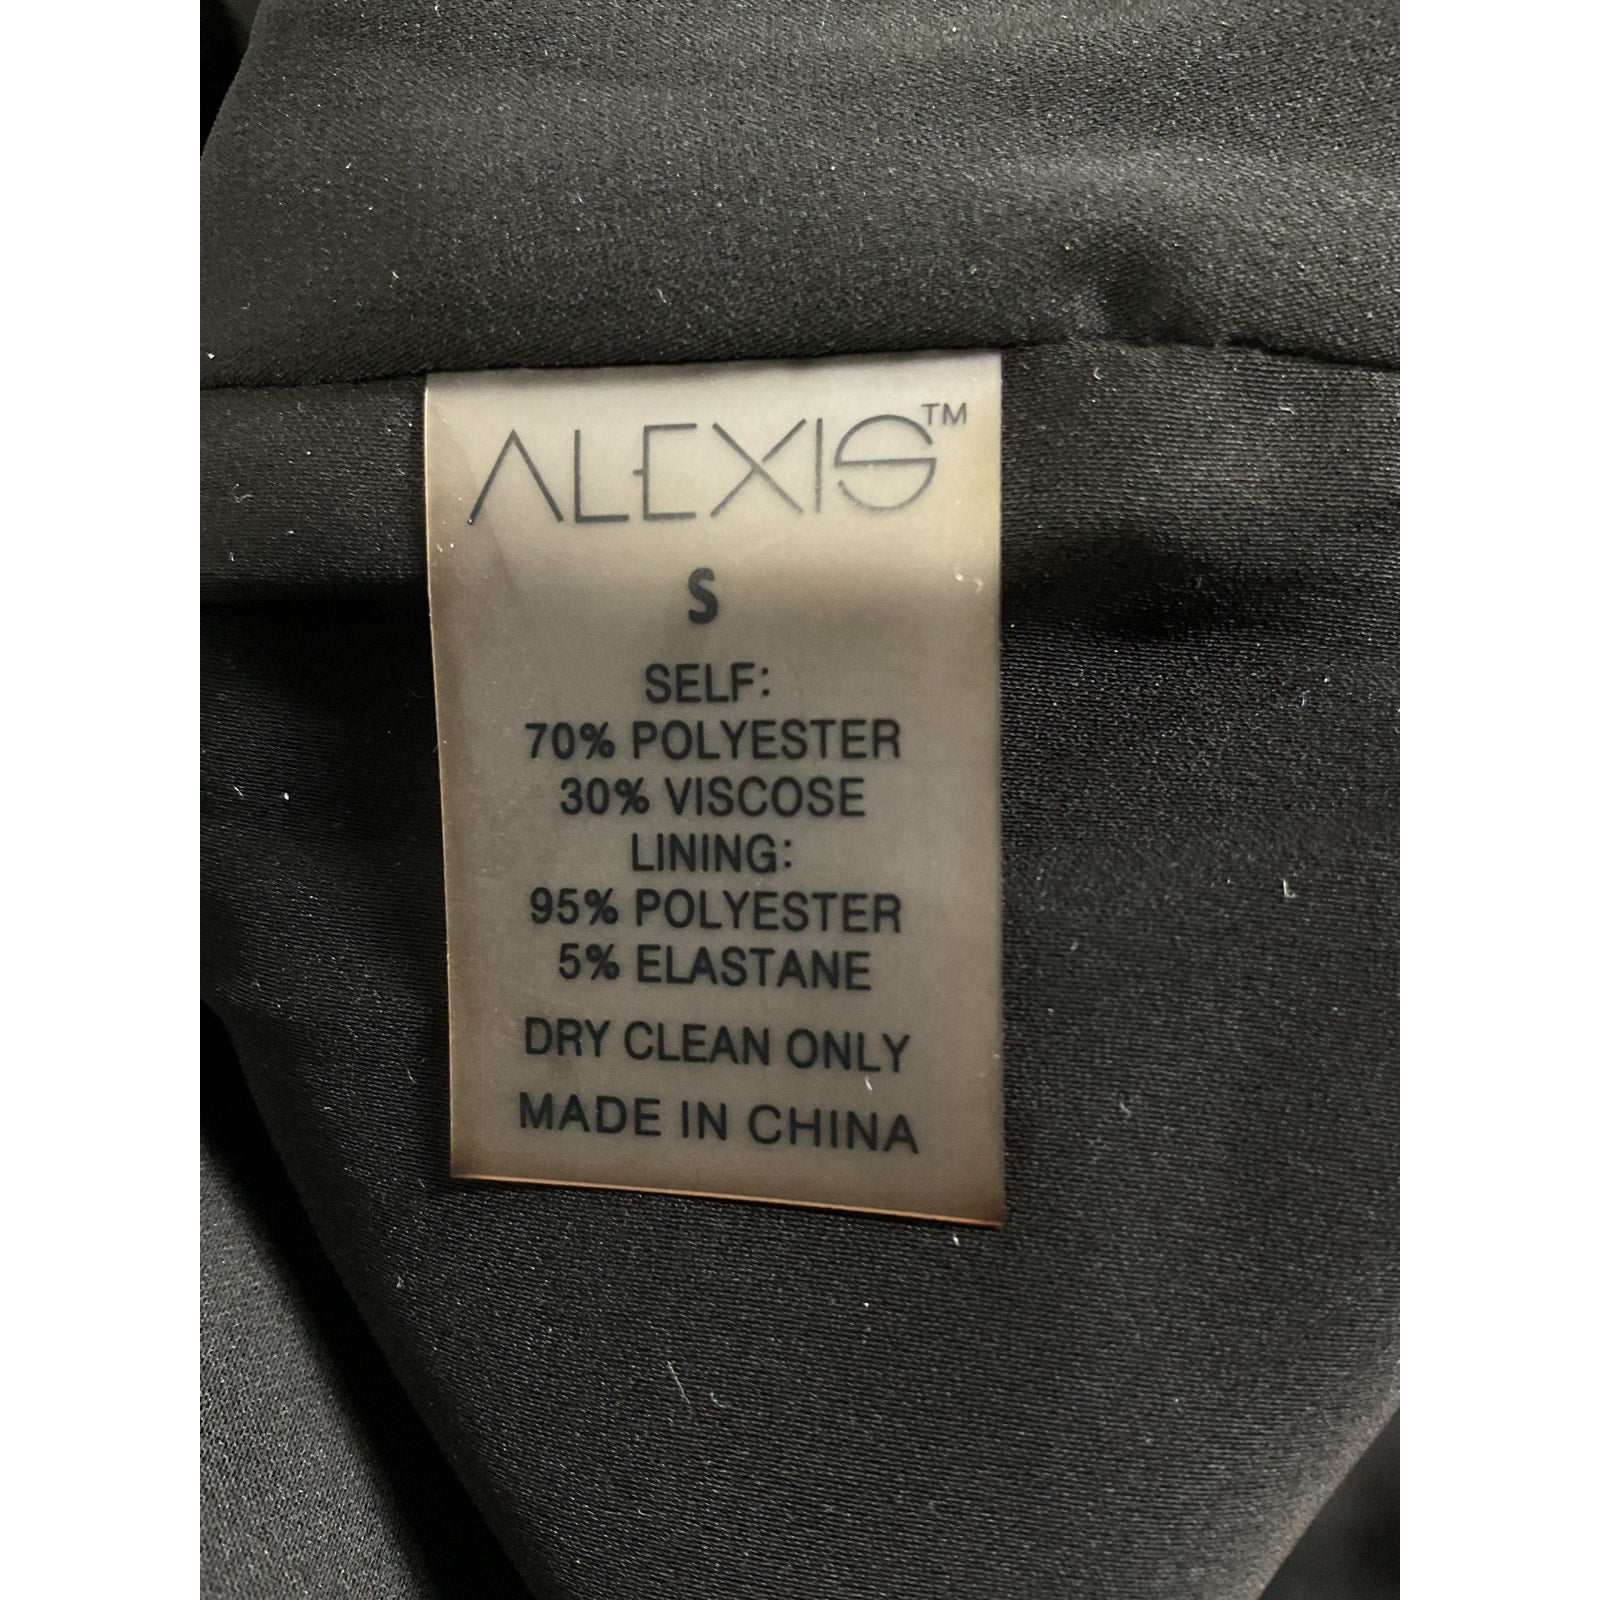 ALEXIS™
S
SELF:
70% POLYESTER
30% VISCOSE
LINING:
95% POLYESTER
5% ELASTANE
DRY CLEAN ONLY
MADE IN CHINA